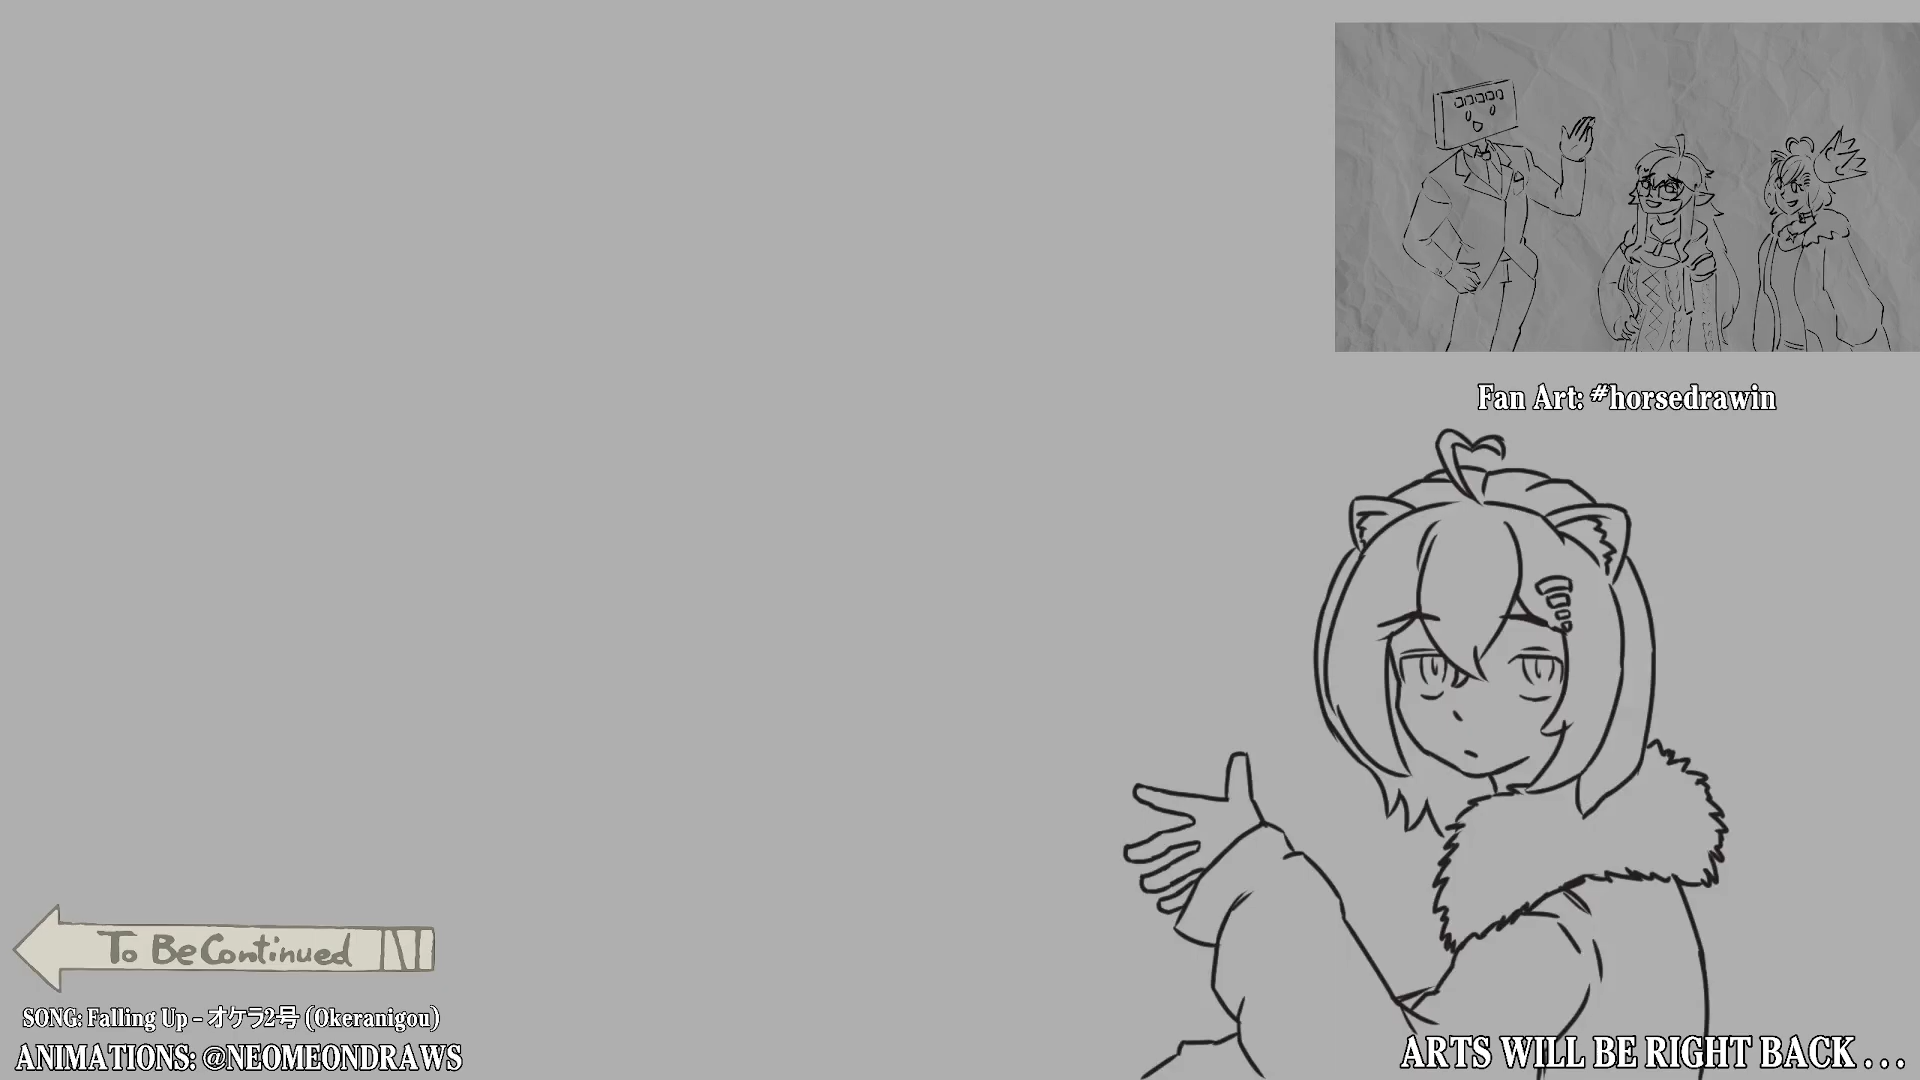 Fan Art: #horsedrawin
To Be Continued
SONG: Falling Up - オケラ2号 (Okeranigou)
ANIMATIONS: @NEOMEONDRAWS
ARTS WILL BE RIGHT BACK . . .